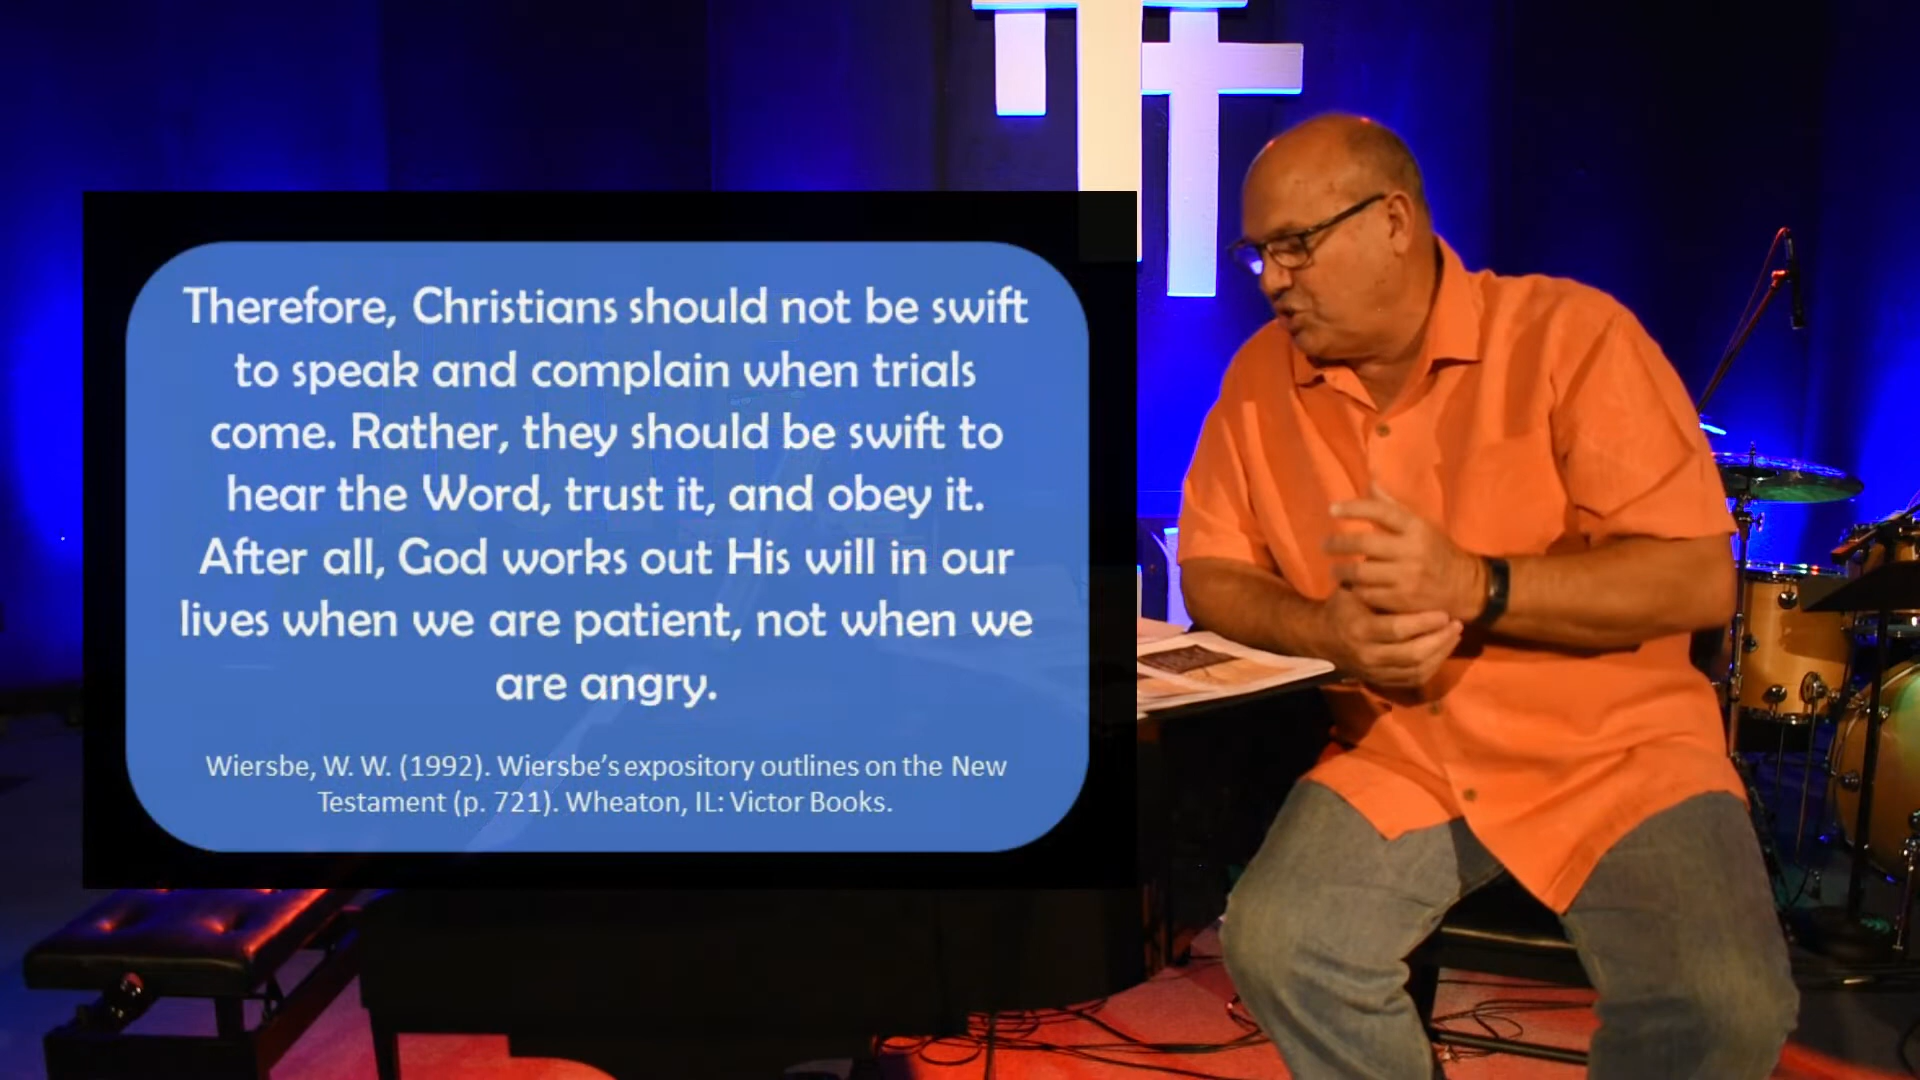 Therefore, Christians should not be swift
to speak and complain when trials
come. Rather, they should be swift to
hear the Word, trust it, and obey it.
After all, God works out His will in our
lives when we are patient, not when we
are angry.
Wiersbe, W. W. (1992). Wiersbe’s expository outlines on the New
Testament (p. 721). Wheaton, IL: Victor Books.